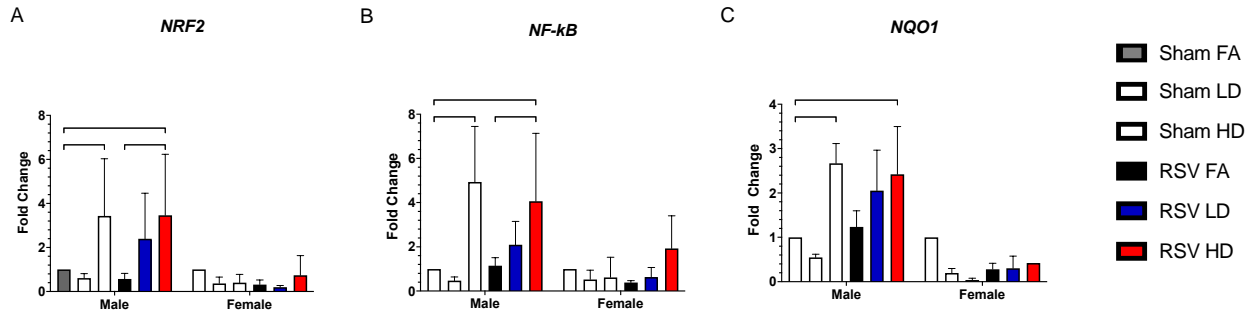 A
NRF2
Fold Change
8
6
4
2
0
Male
Female
B
NF-kB
Fold Change
8
6
4
2
0
Male
Female
C
NQO1
Fold Change
4
3
2
1
0
Male
Female
Sham FA
Sham LD
Sham HD
RSV FA
RSV LD
RSV HD